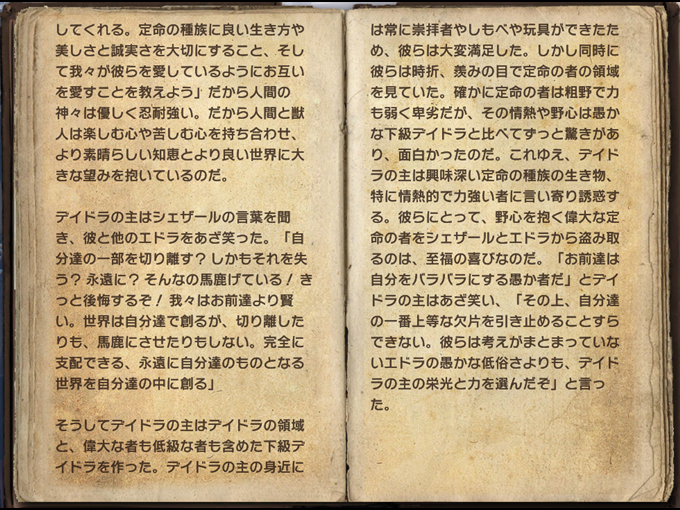 してくれる。定命の種族に良い生き方や
美しさと誠実さを大切にすること、そし
て我々が彼らを愛しているようにお互い
を愛すことを教えよう」だから人間の
神々は優しく忍耐強い。だから人間と獣
人は楽しむ心や苦しむ心を持ち合わせ、
より素晴らしい知恵とより良い世界に大
きな望みを抱いているのだ。
デイドラの主はシェザールの言葉を聞
き、彼と他のエドラをあざ笑った。「自
分達の一部を切り離す? しかもそれを失
う? 永遠に? そんなの馬鹿げている! き
っと後悔するぞ! 我々はお前達より賢
い。世界は自分達で創るが、切り離した
りも、馬鹿にさせたりもしない。完全に
支配できる、永遠に自分達のものとなる
世界を自分達の中に創る」
そうしてデイドラの主はデイドラの領域
と、偉大な者も低級な者も含めた下級デ
イドラを作った。デイドラの主の身近に
は常に崇拝者やしもべや玩具ができたた
め、彼らは大変満足した。しかし同時に
彼らは時折、羨みの目で定命の者の領域
を見ていた。確かに定命の者は粗野で力
も弱く卑劣だが、その情熱や野心は愚か
な下級デイドラと比べてずっと驚きがあ
り、面白かったのだ。これゆえ、デイド
ラの主は興味深い定命の種族の生き物、
特に情熱的で力強い者に言い寄り誘惑す
る。彼らにとって、野心を抱く偉大な定
命の者をシェザールとエドラから盗み取
るのは、至福の喜びなのだ。「お前達は
自分をバラバラにする愚か者だ」とデイ
ドラの主はあざ笑い、「その上、自分達
の一番上等な欠片を引き止めることすら
できない。彼らは考えがまとまっていな
いエドラの愚かな低俗さよりも、デイド
ラの主の栄光と力を選んだぞ」と言っ
た。